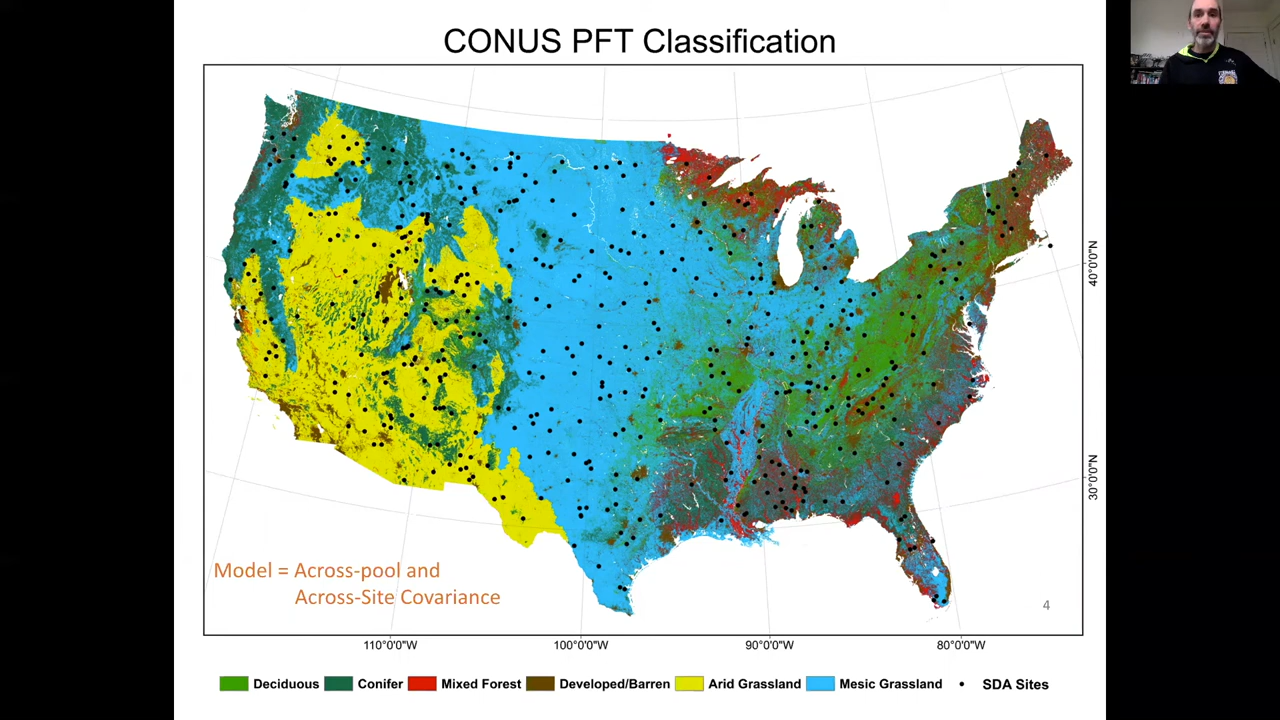 CONUS PFT Classification
40°0'0"N
30°0'0"N
Model = Across-pool and
Across-Site Covariance
4
110°0'0"W
100°0'0"W
90°0'0"W
80°0'0"W
Deciduous
Conifer
Mixed Forest
Developed/Barren
Arid Grassland
Mesic Grassland
SDA Sites